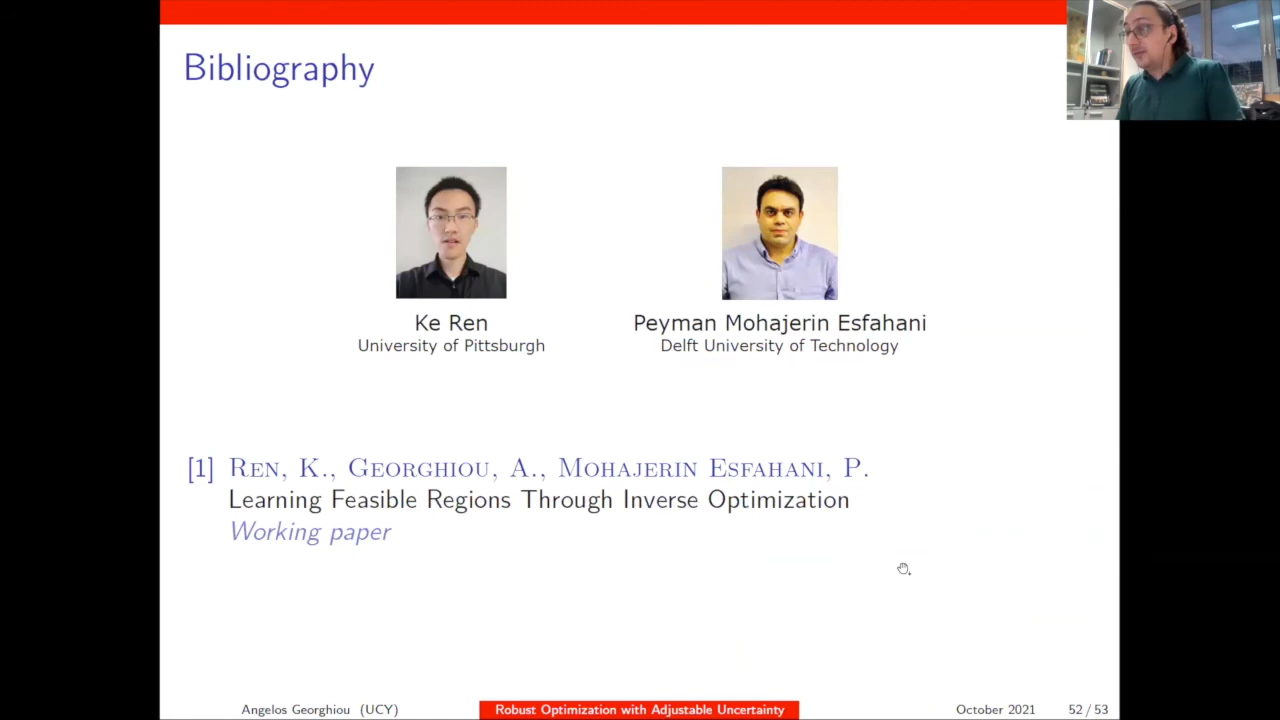 Bibliography
Ke Ren
University of Pittsburgh
Peyman Mohajerin Esfahani
Delft University of Technology
[1] REN, K., GEORGHIOU, A., MOHAJERIN ESFAHANI, P.
Learning Feasible Regions Through Inverse Optimization
Working paper
Angelos Georghiou (UCY) Robust Optimization with Adjustable Uncertainty October 2021 52 / 53